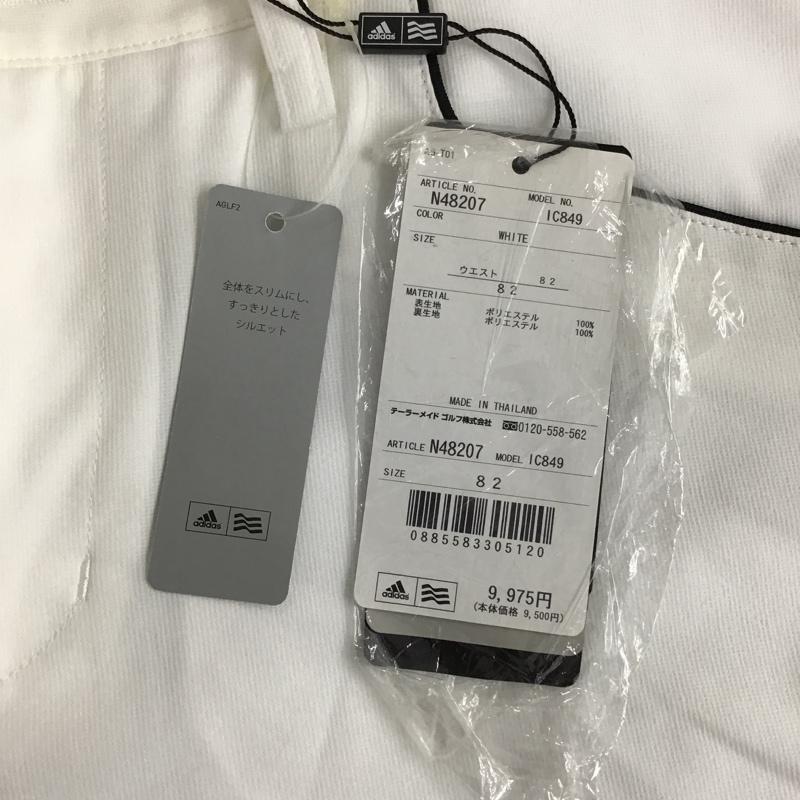 adidas
AGLF2
全体をスリムにし、
すっきりとした
シルエット
adidas
T01
ARTICLE NO. MODEL NO.
N48207 IC849
COLOR
WHITE
SIZE
ウエスト 82
82
MATERIAL
表生地 ポリエステル 100%
裏生地 ポリエステル 100%
MADE IN THAILAND
テーラーメイド ゴルフ株式会社 0120-558-562
ARTICLE N48207 MODEL IC849
SIZE 82
0885583305120
adidas
9,975円
(本体価格 9,500円)